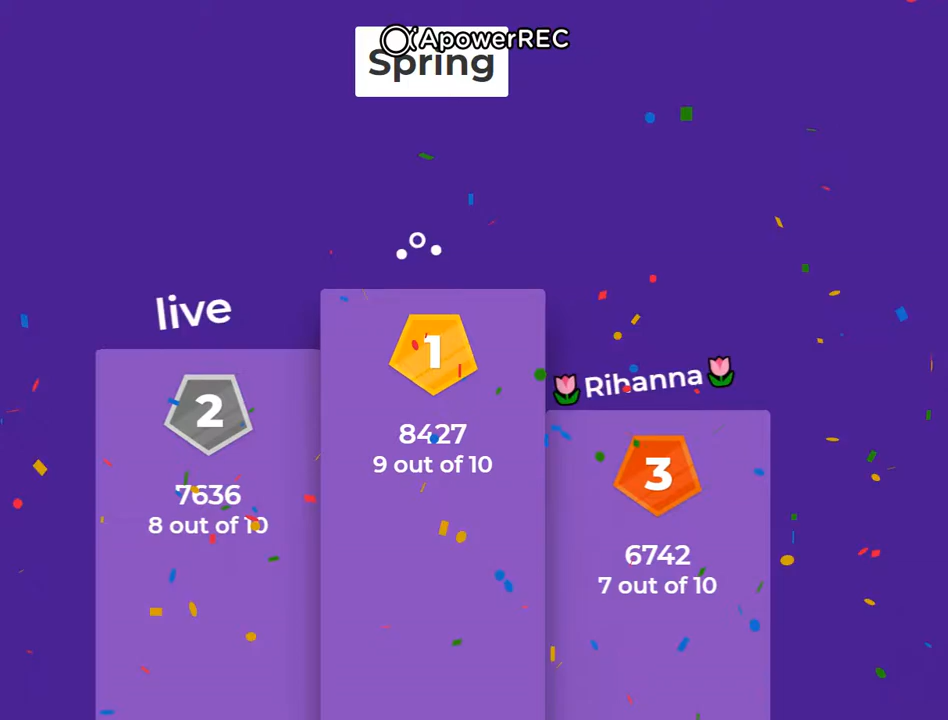 ApowerREC
Spring
live
2
7636
8 out of 10
1
8427
9 out of 10
🌷Rihanna🌷
3
6742
7 out of 10